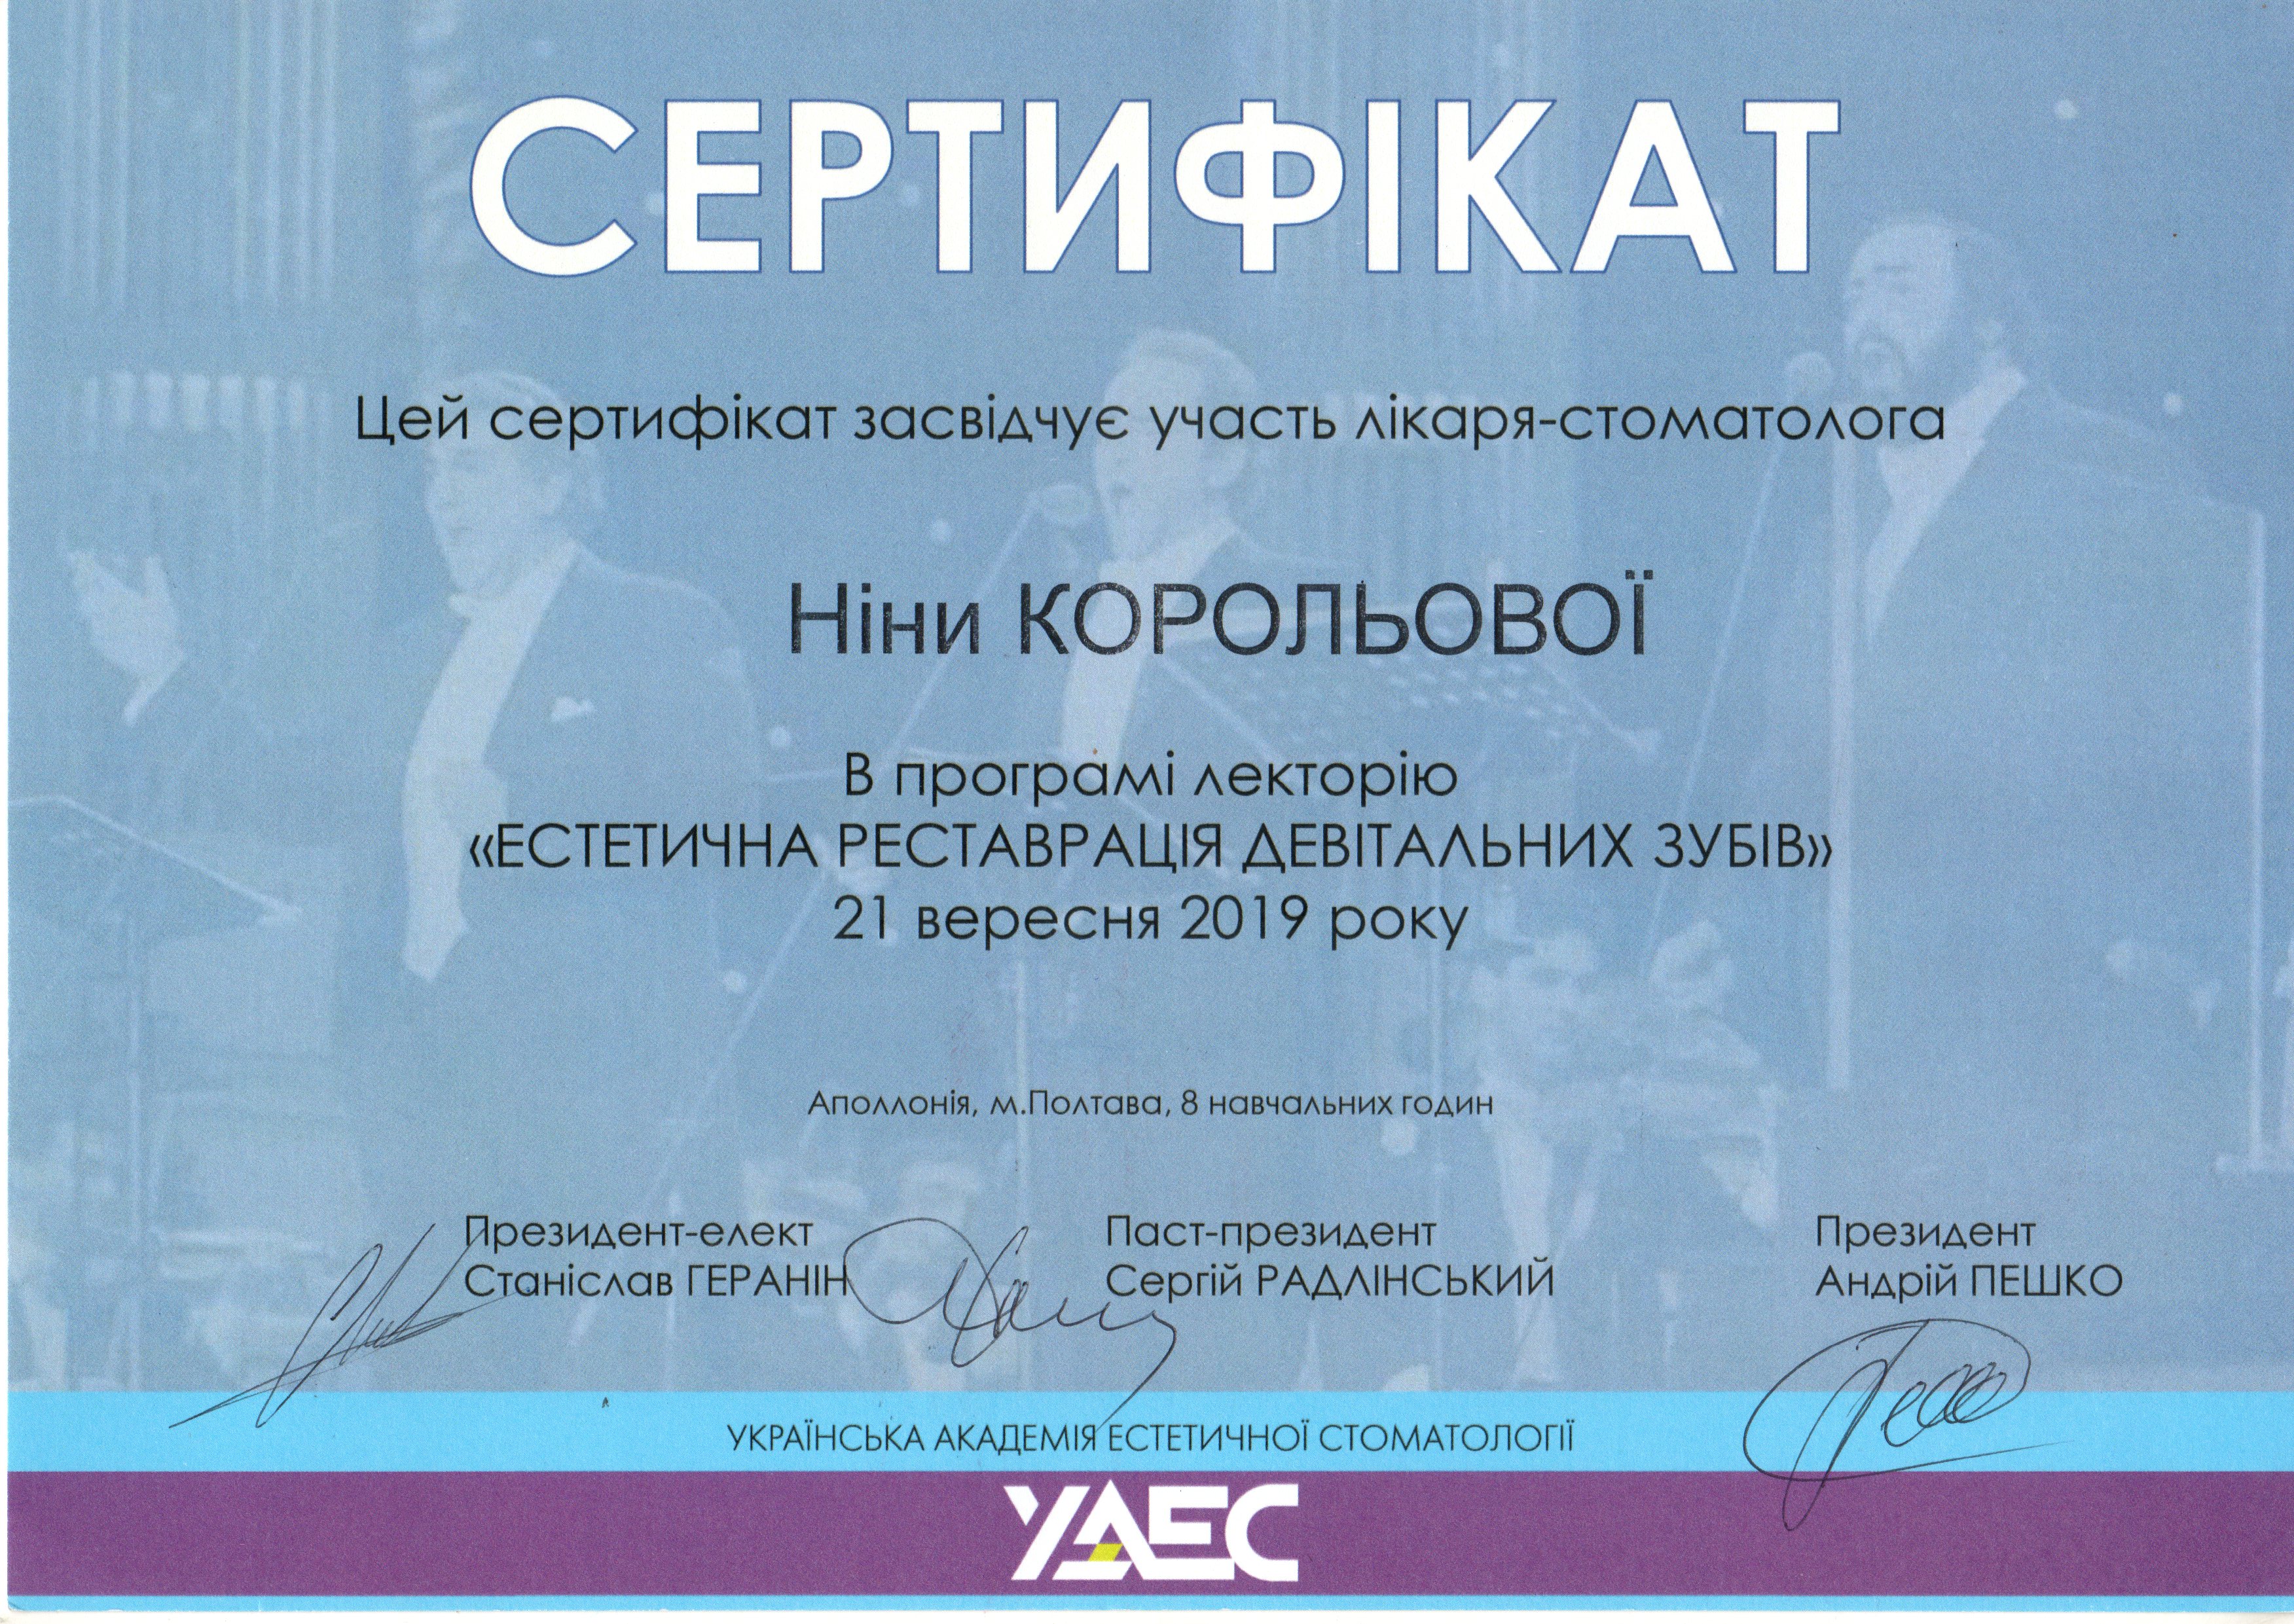 СЕРТИФІКАТ
Цей сертифікат засвідчує участь лікаря-стоматолога
Ніни КОРОЛЬОВОЇ
В програмі лекторію
«ЕСТЕТИЧНА РЕСТАВРАЦІЯ ДЕВІТАЛЬНИХ ЗУБІВ»
21 вересня 2019 року
Аполлонія, м.Полтава, 8 навчальних годин
Президент-елект
Станіслав ГЕРАНІН
Паст-президент
Сергій РАДЛІНСЬКИЙ
Президент
Андрій ПЕШКО
УКРАЇНСЬКА АКАДЕМІЯ ЕСТЕТИЧНОЇ СТОМАТОЛОГІЇ
УАЕС